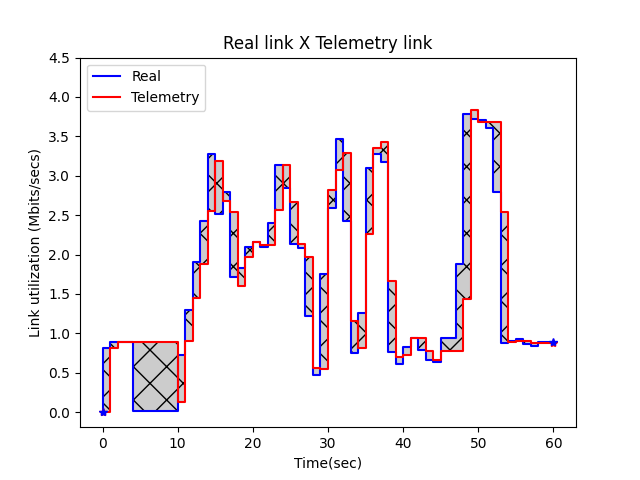 Real link X Telemetry link
Real
Telemetry
Link utilization (Mbits/secs)
4.5
4.0
3.5
3.0
2.5
2.0
1.5
1.0
0.5
0.0
0 10 20 30 40 50 60
Time(sec)